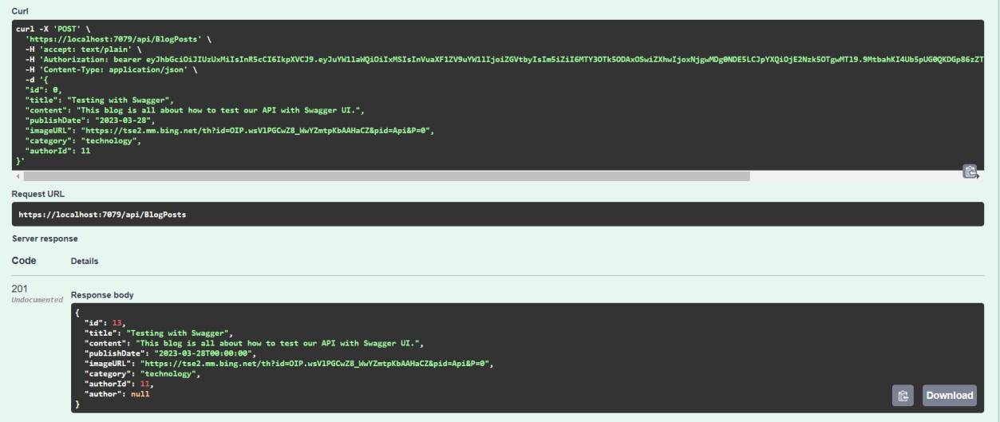 Curl
curl -X 'POST' \
'https://localhost:7079/api/BlogPosts' \
-H 'accept: text/plain' \
-H 'Authorization: bearer eyJhbGciOiJIUzUxMiIsInR5cCI6IkpXVCJ9.eyJuYW1laWQiOiIxMSIsInVuaXF1ZV9uYW1lIjoiZGVtbyIsIm5iZiI6MTY3OTk5ODAxOSwiZXhwIjoxNjgwMDg0NDE5LCJpYXQiOjE2Nzk5OTgwMTl9.9MtbahKI4Ub5pUG0QKDGp86zZT
-H 'Content-Type: application/json' \
-d '{
"id": 0,
"title": "Testing with Swagger",
"content": "This blog is all about how to test our API with Swagger UI.",
"publishDate": "2023-03-28",
"imageURL": "https://tse2.mm.bing.net/th?id=OIP.wsVlPGCwZ8_WwYZmtpKbAAHaCZ&pid=Api&P=0",
"category": "technology",
"authorId": 11
}'
Request URL
https://localhost:7079/api/BlogPosts
Server response
Code Details
201
Undocumented
Response body
{
"id": 13,
"title": "Testing with Swagger",
"content": "This blog is all about how to test our API with Swagger UI.",
"publishDate": "2023-03-28T00:00:00",
"imageURL": "https://tse2.mm.bing.net/th?id=OIP.wsVlPGCwZ8_WwYZmtpKbAAHaCZ&pid=Api&P=0",
"category": "technology",
"authorId": 11,
"author": null
}
Download